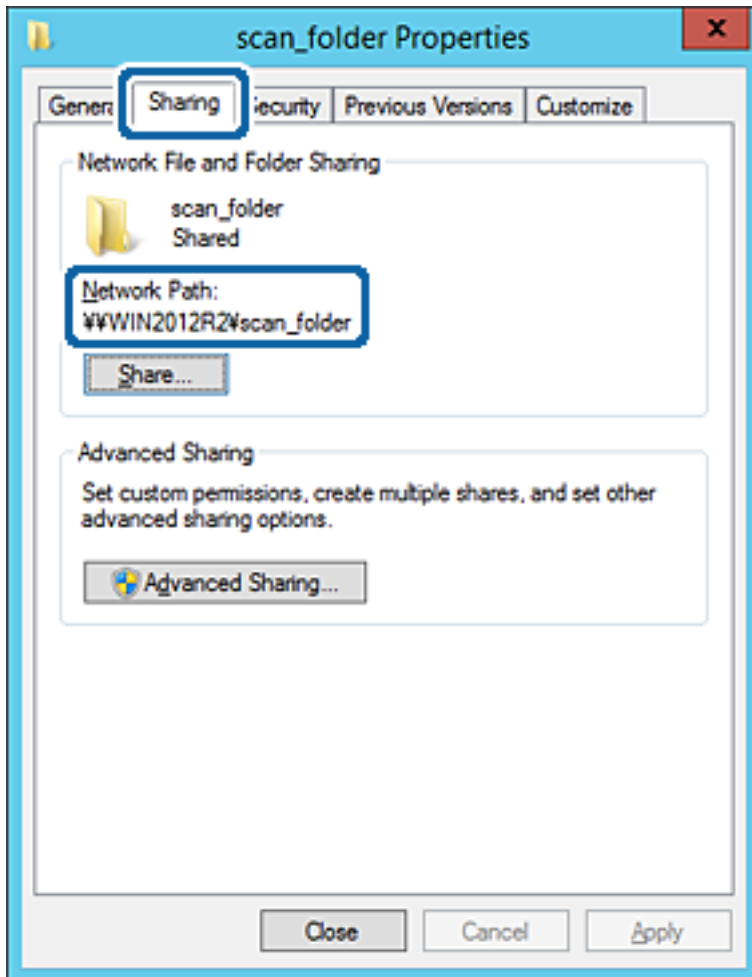 scan_folder Properties
x
General Sharing Security Previous Versions Customize
Network File and Folder Sharing
scan_folder
Shared
Network Path:
¥¥WIN2012R2¥scan_folder
Share...
Advanced Sharing
Set custom permissions, create multiple shares, and set other
advanced sharing options.
Advanced Sharing...
Close Cancel Apply